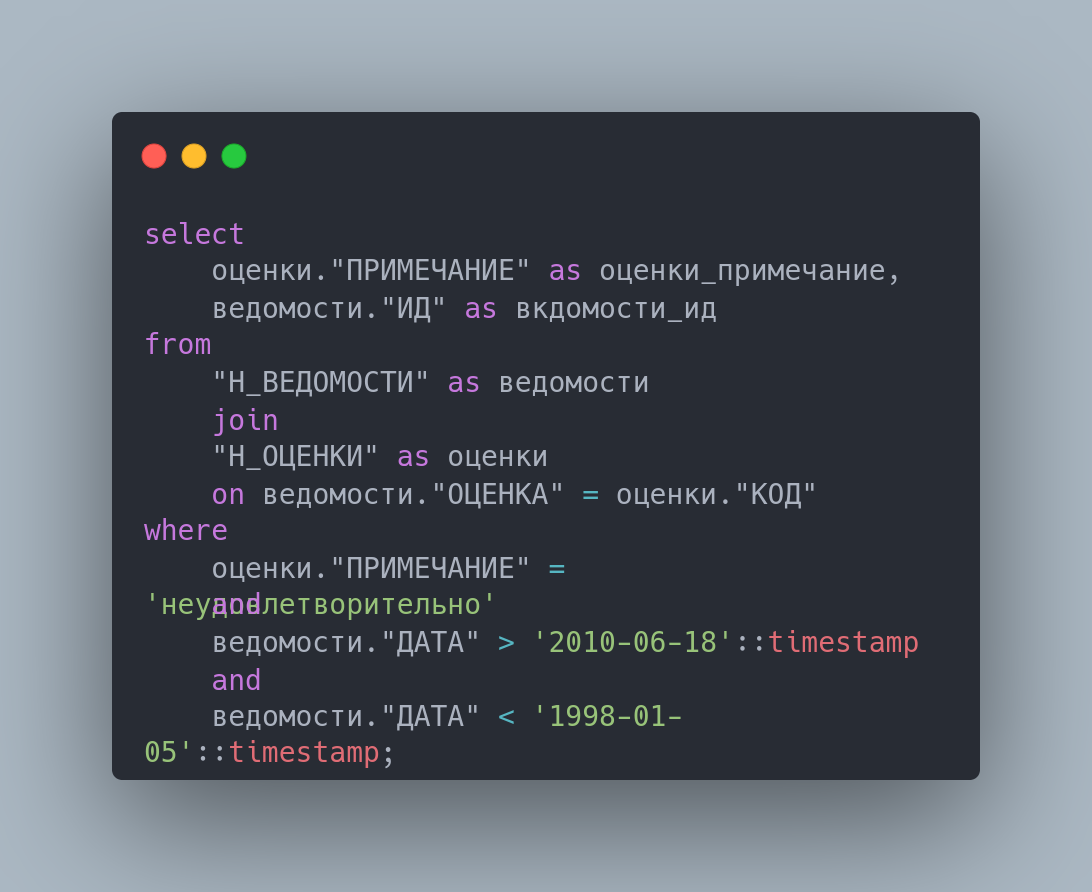 select
оценки."ПРИМЕЧАНИЕ" as оценки_примечание,
ведомости."ИД" as вкдомости_ид
from
"Н_ВЕДОМОСТИ" as ведомости
join
"Н_ОЦЕНКИ" as оценки
on ведомости."ОЦЕНКА" = оценки."КОД"
where
оценки."ПРИМЕЧАНИЕ" =
'неудовлетворительно'
and
ведомости."ДАТА" > '2010-06-18'::timestamp
and
ведомости."ДАТА" < '1998-01-
05'::timestamp;